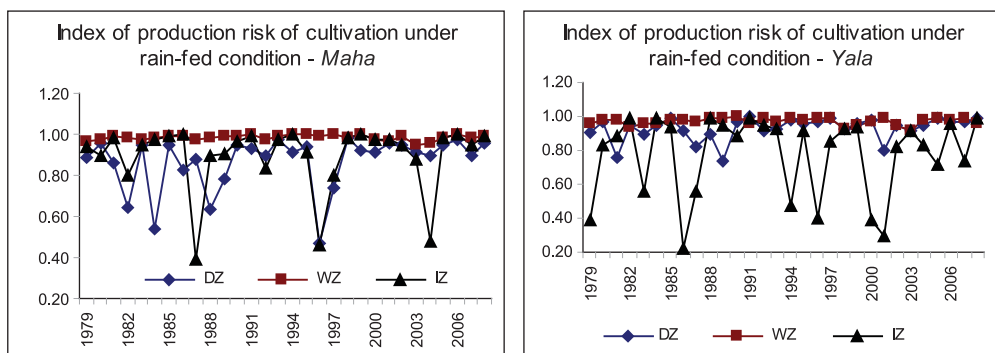 Index of production risk of cultivation under
rain-fed condition - Maha
1.20
1.00
0.80
0.60
0.40
0.20
DZ WZ IZ
1979 1982 1985 1988 1991 1994 1997 2000 2003 2006
Index of production risk of cultivation under
rain-fed condition - Yala
1.20
1.00
0.80
0.60
0.40
0.20
1979 1982 1985 1988 1991 1994 1997 2000 2003 2006
DZ WZ IZ